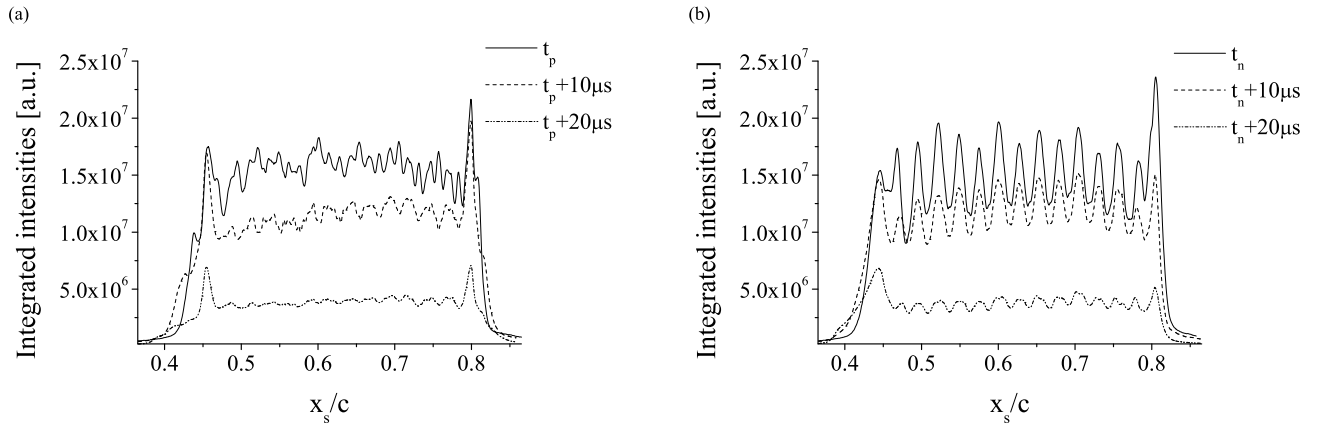 (a)
t_p
t_p+10μs
t_p+20μs
2.5x10^7
2.0x10^7
1.5x10^7
1.0x10^7
5.0x10^6
Integrated intensities [a.u.]
0.4 0.5 0.6 0.7 0.8
x_s/c
(b)
t_n
t_n+10μs
t_n+20μs
2.5x10^7
2.0x10^7
1.5x10^7
1.0x10^7
5.0x10^6
Integrated intensities [a.u.]
0.4 0.5 0.6 0.7 0.8
x_s/c